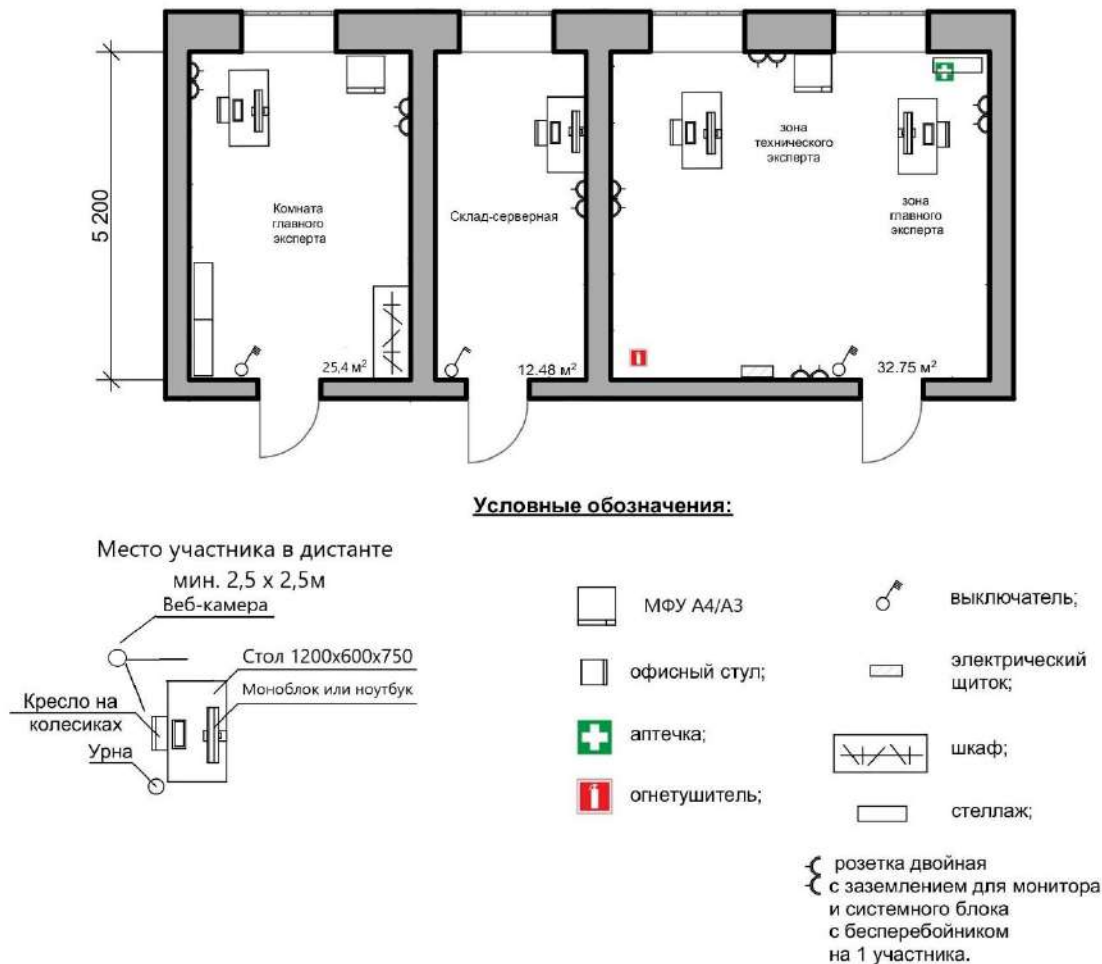 5 200
зона
технического
эксперта
Комната
главного
эксперта
Склад-серверная
зона
главного
эксперта
25,4 м²
12.48 м²
32.75 м²
Условные обозначения:
Место участника в дистанте
мин. 2,5 х 2,5м
Веб-камера
Стол 1200х600х750
Моноблок или ноутбук
Кресло на
колесиках
Урна
МФУ А4/А3
офисный стул;
аптечка;
огнетушитель;
выключатель;
электрический
щиток;
шкаф;
стеллаж;
розетка двойная
с заземлением для монитора
и системного блока
с бесперебойником
на 1 участника.